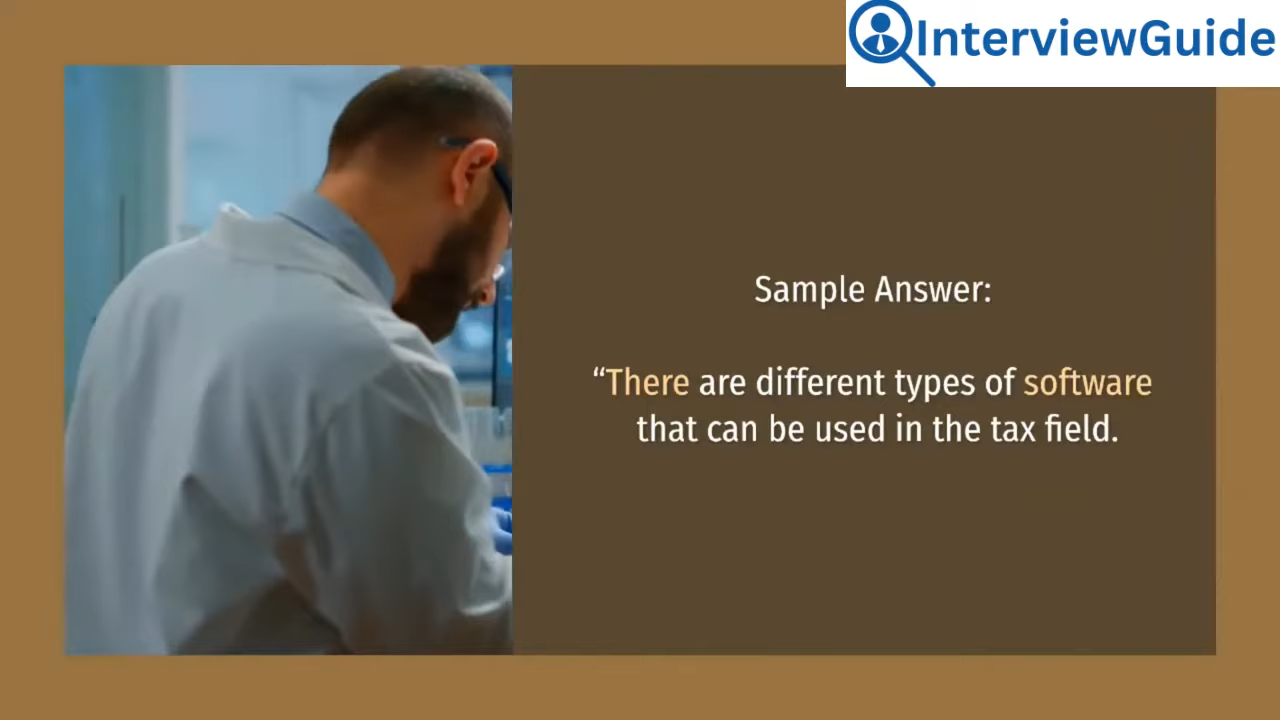 InterviewGuide
Sample Answer:
“There are different types of software
that can be used in the tax field.